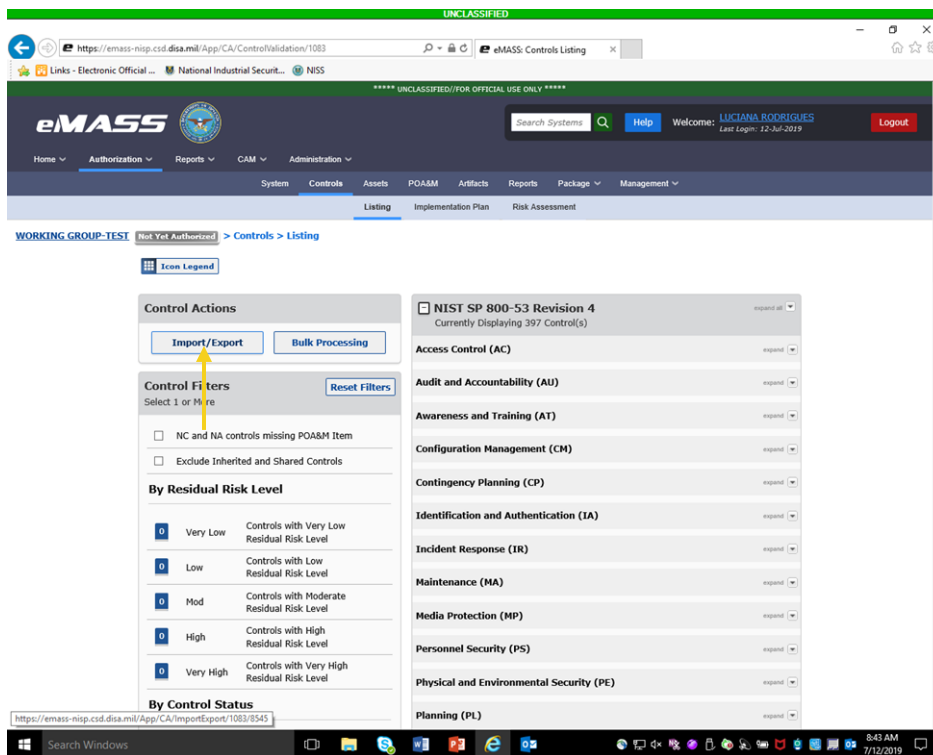 UNCLASSIFIED
https://emass-nisp.csd.disa.mil/App/CA/ControlValidation/1083
eMASS: Controls Listing
Links - Electronic Official ... National Industrial Securit... NISS
***** UNCLASSIFIED//FOR OFFICIAL USE ONLY *****
eMASS
Search Systems
Help
Welcome: LUCIANA RODRIGUES
Last Login: 12-Jul-2019
Logout
Home Authorization Reports CAM Administration
System Controls Assets POA&M Artifacts Reports Package Management
Listing Implementation Plan Risk Assessment
WORKING GROUP-TEST Not Yet Authorized > Controls > Listing
Icon Legend
Control Actions
Import/Export Bulk Processing
Control Filters
Reset Filters
Select 1 or More
NC and NA controls missing POA&M Item
Exclude Inherited and Shared Controls
By Residual Risk Level
0 Very Low Controls with Very Low
Residual Risk Level
0 Low Controls with Low
Residual Risk Level
0 Mod Controls with Moderate
Residual Risk Level
0 High Controls with High
Residual Risk Level
0 Very High Controls with Very High
Residual Risk Level
By Control Status
NIST SP 800-53 Revision 4
expand all
Currently Displaying 397 Control(s)
Access Control (AC) expand
Audit and Accountability (AU) expand
Awareness and Training (AT) expand
Configuration Management (CM) expand
Contingency Planning (CP) expand
Identification and Authentication (IA) expand
Incident Response (IR) expand
Maintenance (MA) expand
Media Protection (MP) expand
Personnel Security (PS) expand
Physical and Environmental Security (PE) expand
Planning (PL) expand
https://emass-nisp.csd.disa.mil/App/CA/ImportExport/1083/8545
Search Windows
8:43 AM
7/12/2019